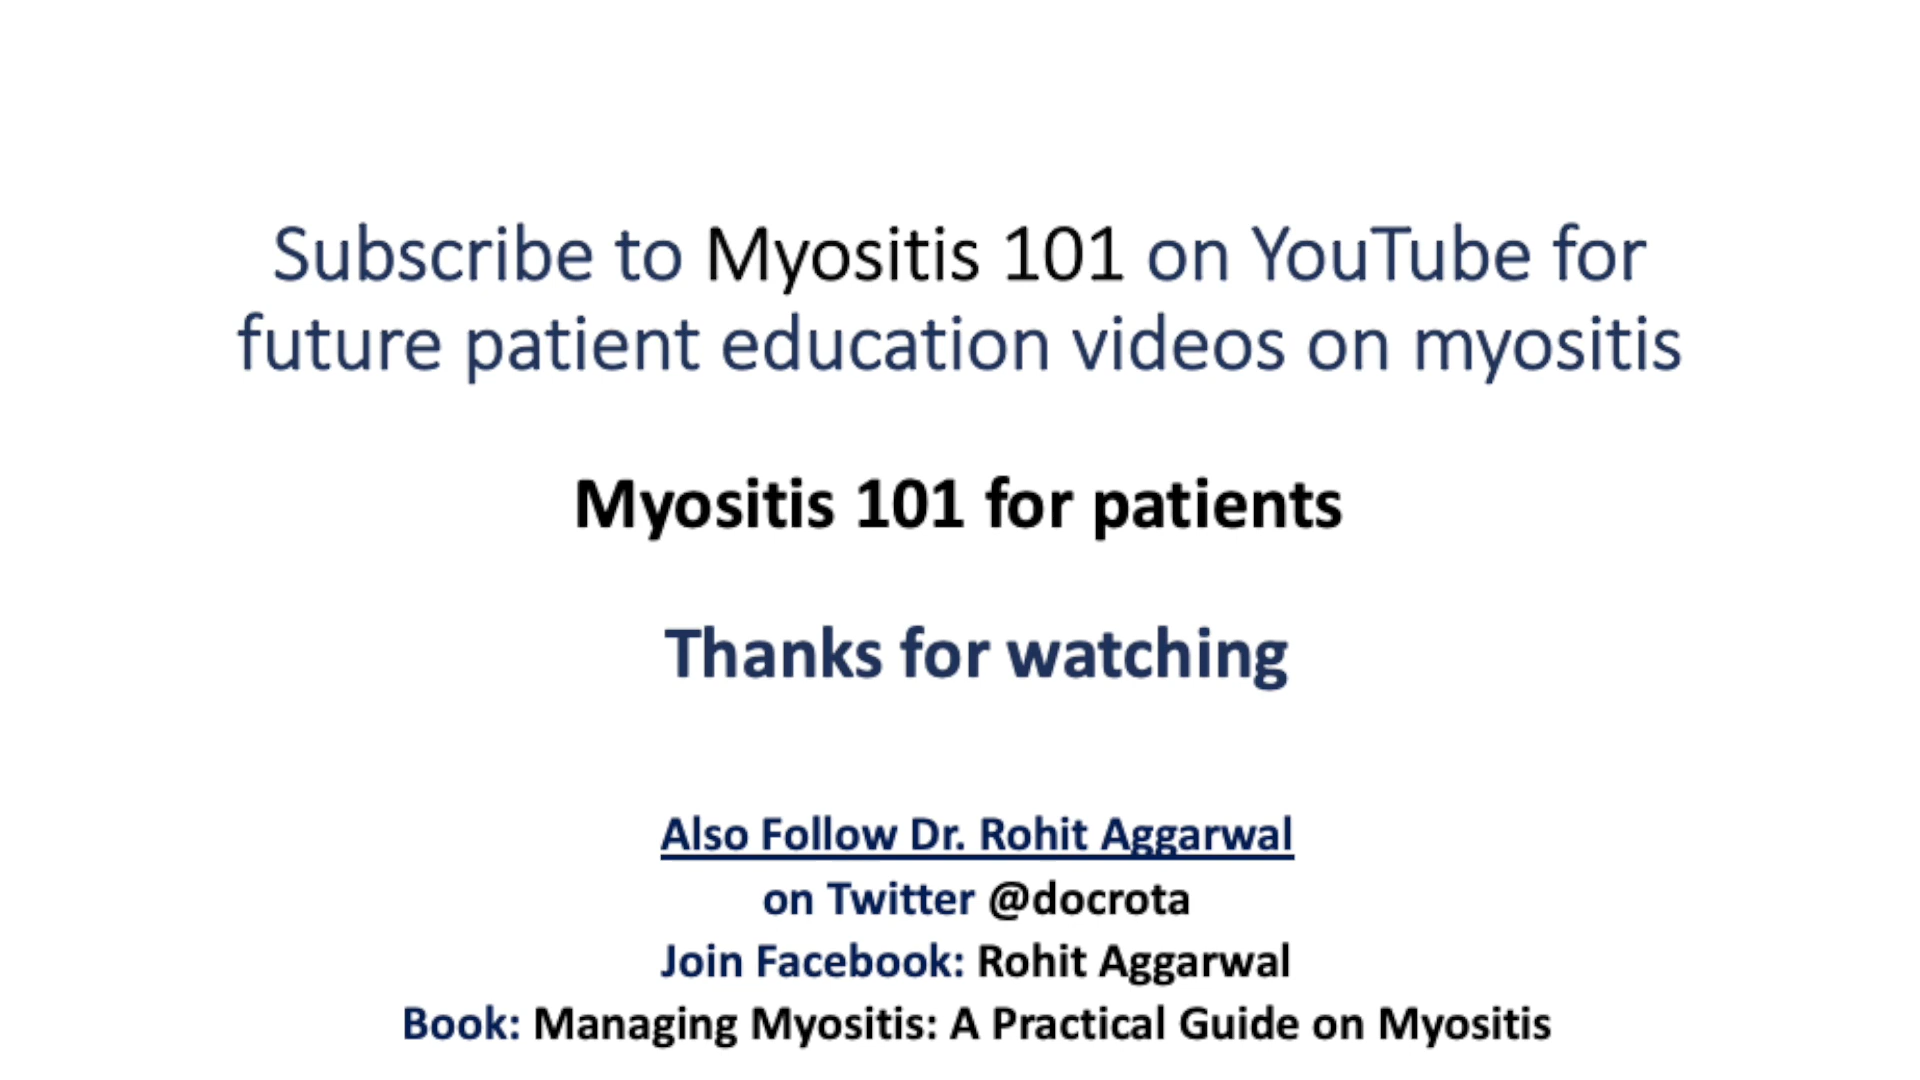 Subscribe to Myositis 101 on YouTube for
future patient education videos on myositis
Myositis 101 for patients
Thanks for watching
Also Follow Dr. Rohit Aggarwal
on Twitter @docrota
Join Facebook: Rohit Aggarwal
Book: Managing Myositis: A Practical Guide on Myositis